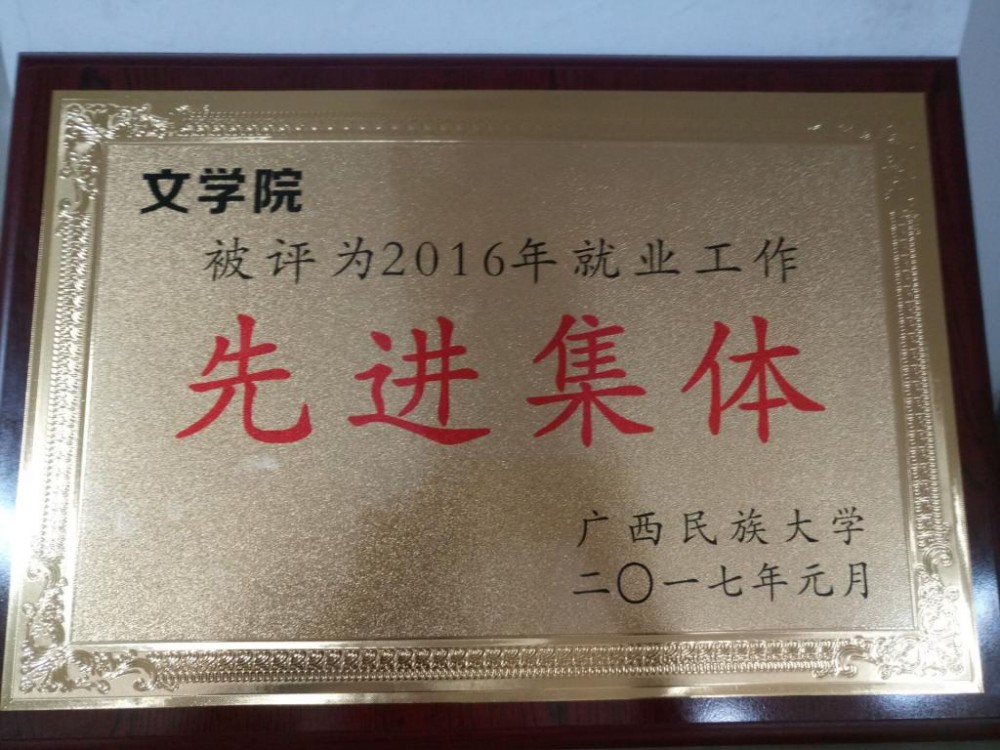 文学院
被评为2016年就业工作
先进集体
广西民族大学
二〇一七年元月